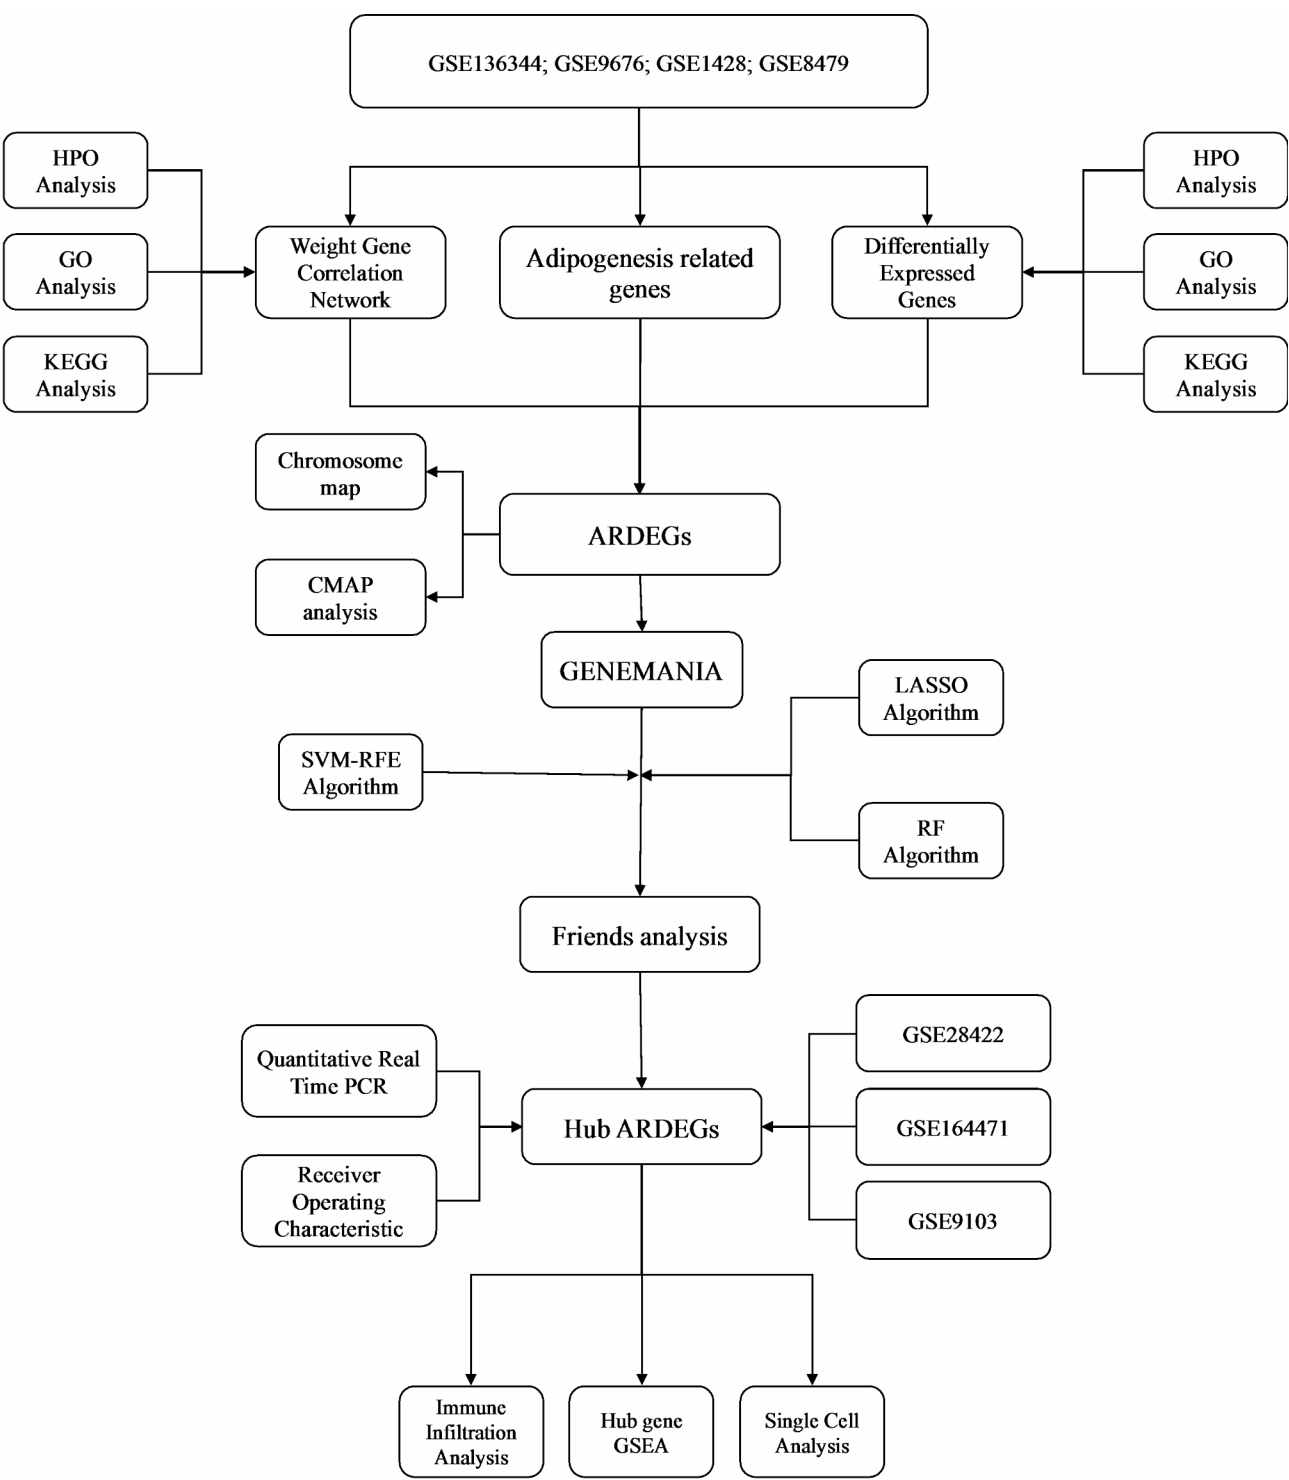 GSE136344; GSE9676; GSE1428; GSE8479
HPO
Analysis
GO
Analysis
KEGG
Analysis
Weight Gene
Correlation
Network
Adipogenesis related
genes
Differentially
Expressed
Genes
HPO
Analysis
GO
Analysis
KEGG
Analysis
Chromosome
map
CMAP
analysis
ARDEGs
GENEMANIA
LASSO
Algorithm
SVM-RFE
Algorithm
RF
Algorithm
Friends analysis
Quantitative Real
Time PCR
Receiver
Operating
Characteristic
Hub ARDEGs
GSE28422
GSE164471
GSE9103
Immune
Infiltration
Analysis
Hub gene
GSEA
Single Cell
Analysis